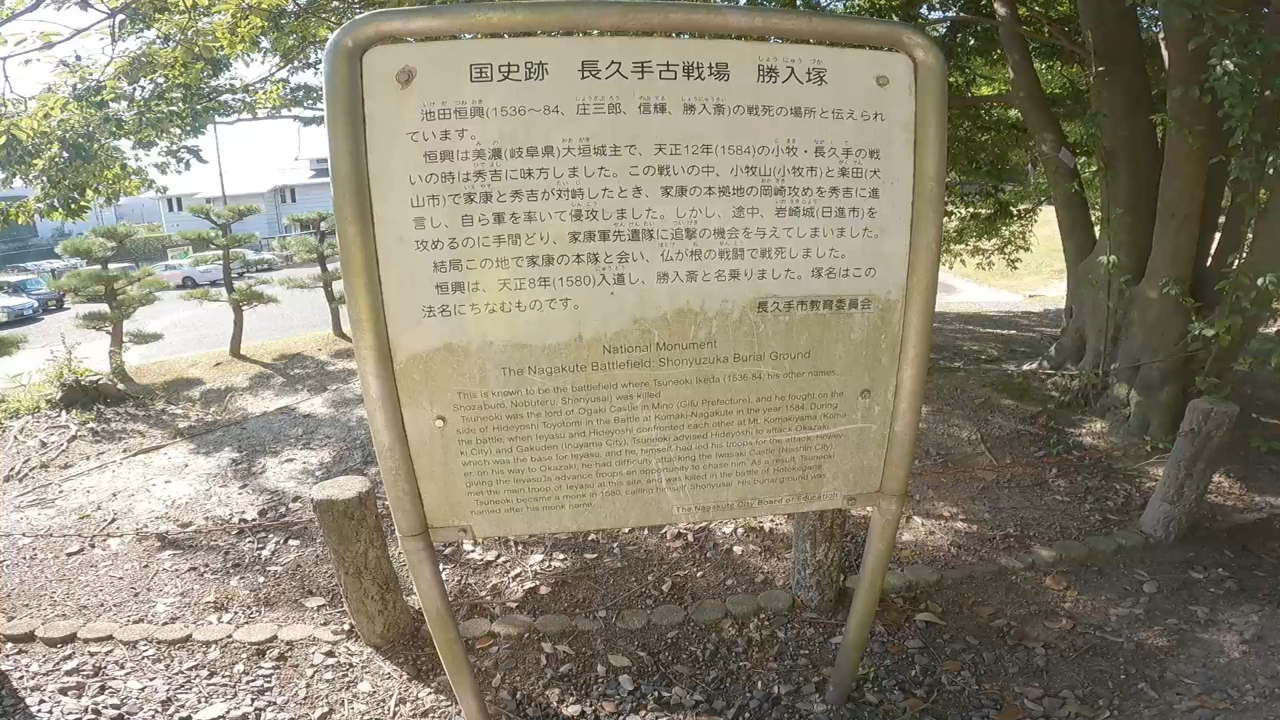 国史跡 長久手古戦場 勝入塚
池田恒興(1536～84、庄三郎、信輝、勝入斎)の戦死の場所と伝えられ
ています。
恒興は美濃(岐阜県)大垣城主で、天正12年(1584)の小牧・長久手の戦
いの時は秀吉に味方しました。この戦いの中、小牧山(小牧市)と楽田(犬
山市)で家康と秀吉が対峙したとき、家康の本拠地の岡崎攻めを秀吉に進
言し、自ら軍を率いて侵攻しました。しかし、途中、岩崎城(日進市)を
攻めるのに手間どり、家康軍先遣隊に追撃の機会を与えてしまいました。
結局この地で家康の本隊と会い、仏が根の戦闘で戦死しました。
恒興は、天正8年(1580)入道し、勝入斎と名乗りました。塚名はこの
法名にちなむものです。
長久手市教育委員会
National Monument
The Nagakute Battlefield: Shonyuzuka Burial Ground
This is known to be the battlefield where Tsuneoki Ikeda (1536-84, his other names:
Shozaburo, Nobuteru, Shonyusai) was killed.
Tsuneoki was the lord of Ogaki Castle in Mino (Gifu Prefecture), and he fought on the
side of Hideyoshi Toyotomi in the Battle at Komaki-Nagakute in the year 1584. During
the battle, when Ieyasu and Hideyoshi confronted each other at Mt. Komakiyama (Koma-
ki City) and Gakuden (Inuyama City), Tsuneoki advised Hideyoshi to attack Okazaki,
which was the base for Ieyasu, and he, himself, had led his troops for the attack. Howev-
er on his way to Okazaki, he had difficulty attacking the Iwasaki Castle (Nisshin City)
giving the Ieyasu's advance troops an opportunity to chase him. As a result, Tsuneoki
met the main troop of Ieyasu at this site, and was killed in the battle of Hotokegane.
Tsuneoki became a monk in 1580, calling himself Shonyusai. His burial ground was
named after his monk name.
The Nagakute City Board of Education